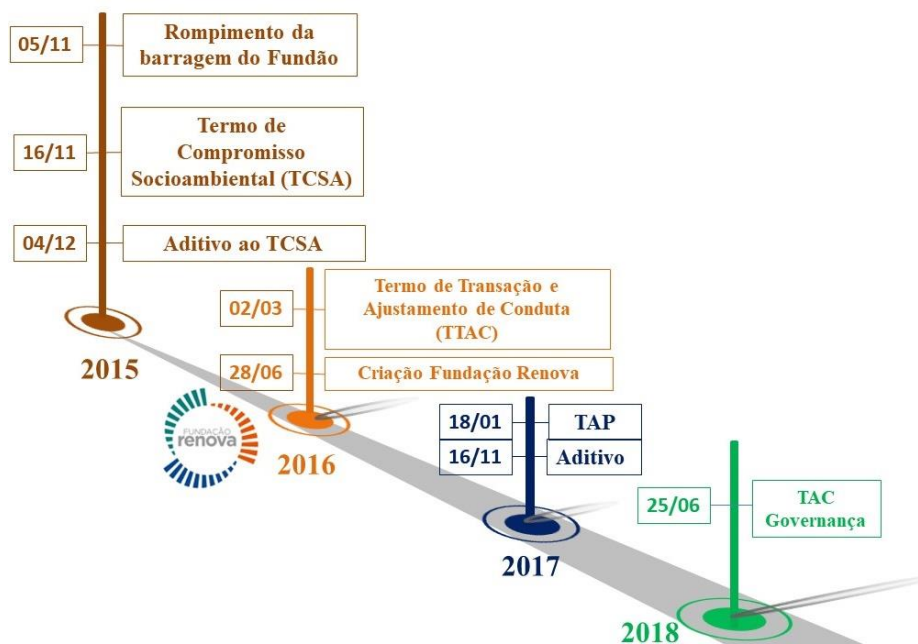 05/11
Rompimento da
barragem do Fundão
16/11
Termo de
Compromisso
Socioambiental (TCSA)
04/12
Aditivo ao TCSA
2015
02/03
Termo de Transação e
Ajustamento de Conduta
(TTAC)
28/06
Criação Fundação Renova
FUNDAÇÃO
renova
2016
18/01
TAP
16/11
Aditivo
2017
25/06
TAC
Governança
2018